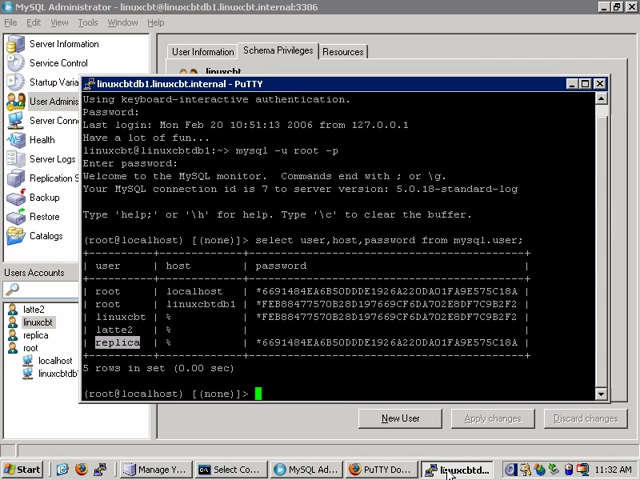 MySQL Administrator - linuxcbt@linuxcbtdb1.linuxcbt.internal:3306
File Edit View Tools Window Help
Server Information
Service Control
Startup Varia
User Adminis
Server Conn
Health
Server Logs
Replication S
Backup
Restore
Catalogs
Users Accounts
latte2
linuxcbt
replica
root
localhost
linuxcbtdb
User Information Schema Privileges Resources
linuxcbt
linuxcbtdb1.linuxcbt.internal - PuTTY
Using keyboard-interactive authentication.
Password:
Last login: Mon Feb 20 10:51:13 2006 from 127.0.0.1
Have a lot of fun...
linuxcbt@linuxcbtdb1:~> mysql -u root -p
Enter password:
Welcome to the MySQL monitor. Commands end with ; or \g.
Your MySQL connection id is 7 to server version: 5.0.18-standard-log
Type 'help;' or '\h' for help. Type '\c' to clear the buffer.
(root@localhost) [(none)]> select user,host,password from mysql.user;
| user | host | password |
| root | localhost | *6691484EA6B50DDDE1926A220DA01FA9E575C18A |
| root | linuxcbtdb1 | *FEB88477570B28D197669CF6DA702E8DF7C9B2F2 |
| linuxcbt | % | *FEB88477570B28D197669CF6DA702E8DF7C9B2F2 |
| latte2 | % | |
| replica | % | *6691484EA6B50DDDE1926A220DA01FA9E575C18A |
5 rows in set (0.00 sec)
(root@localhost) [(none)]>
New User Apply changes Discard changes
Start Manage Y... Select Co... MySQL Ad... PuTTY Do... linuxcbtd... 11:32 AM